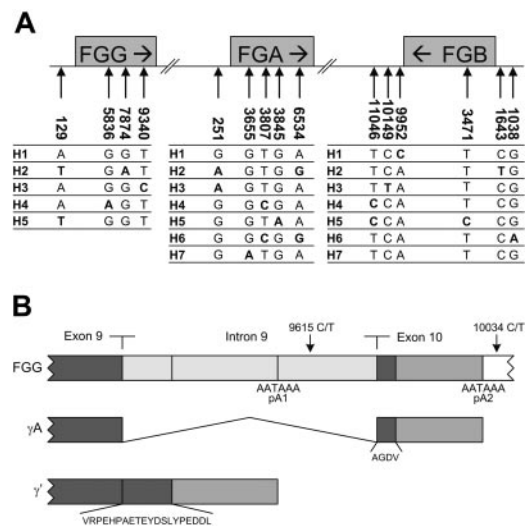 A
FGG → FGA → ← FGB
129 5836 7874 9340 251 3655 3807 3845 6534 11046 10149 9952 3471 1643 1038
H1 A G G T H1 G G T G A H1 T C C T C G
H2 T G A T H2 A G T G G H2 T C A T T G
H3 A G G C H3 A G T G A H3 T T A T C G
H4 A A G T H4 G G C G A H4 C C A T C G
H5 T G G T H5 G G T A A H5 C C A C C G
H6 G G C G G H6 T C A T C A
H7 G A T G A H7 T C A T C G
B
Exon 9 Intron 9 9615 C/T Exon 10 10034 C/T
FGG
AATAAA AATAAA
pA1 pA2
γA
AGDV
γ'
VRPEHPAETEYDSLYPEDDL